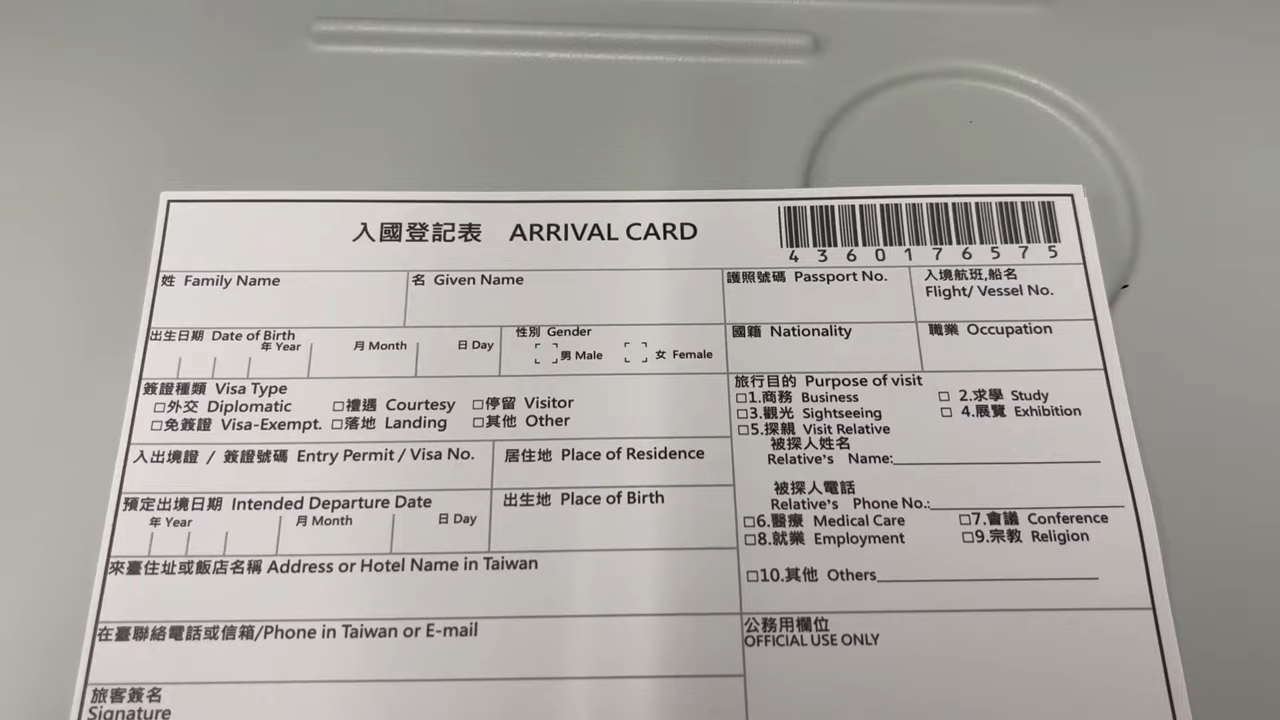 入國登記表 ARRIVAL CARD
4 3 6 0 1 7 6 5 7 5
姓 Family Name
名 Given Name
護照號碼 Passport No.
入境航班,船名
Flight/ Vessel No.
出生日期 Date of Birth
年 Year
月 Month
日 Day
性別 Gender
男 Male
女 Female
國籍 Nationality
職業 Occupation
簽證種類 Visa Type
□外交 Diplomatic □禮遇 Courtesy □停留 Visitor
□免簽證 Visa-Exempt. □落地 Landing □其他 Other
旅行目的 Purpose of visit
□1.商務 Business □ 2.求學 Study
□3.觀光 Sightseeing □ 4.展覽 Exhibition
□5.探親 Visit Relative
被探人姓名
Relative's Name:
被探人電話
Relative's Phone No.:
□6.醫療 Medical Care □7.會議 Conference
□8.就業 Employment □9.宗教 Religion
□10.其他 Others
入出境證 / 簽證號碼 Entry Permit / Visa No.
居住地 Place of Residence
預定出境日期 Intended Departure Date
年 Year
月 Month
日 Day
出生地 Place of Birth
來臺住址或飯店名稱 Address or Hotel Name in Taiwan
在臺聯絡電話或信箱/Phone in Taiwan or E-mail
公務用欄位
OFFICIAL USE ONLY
旅客簽名
Signature